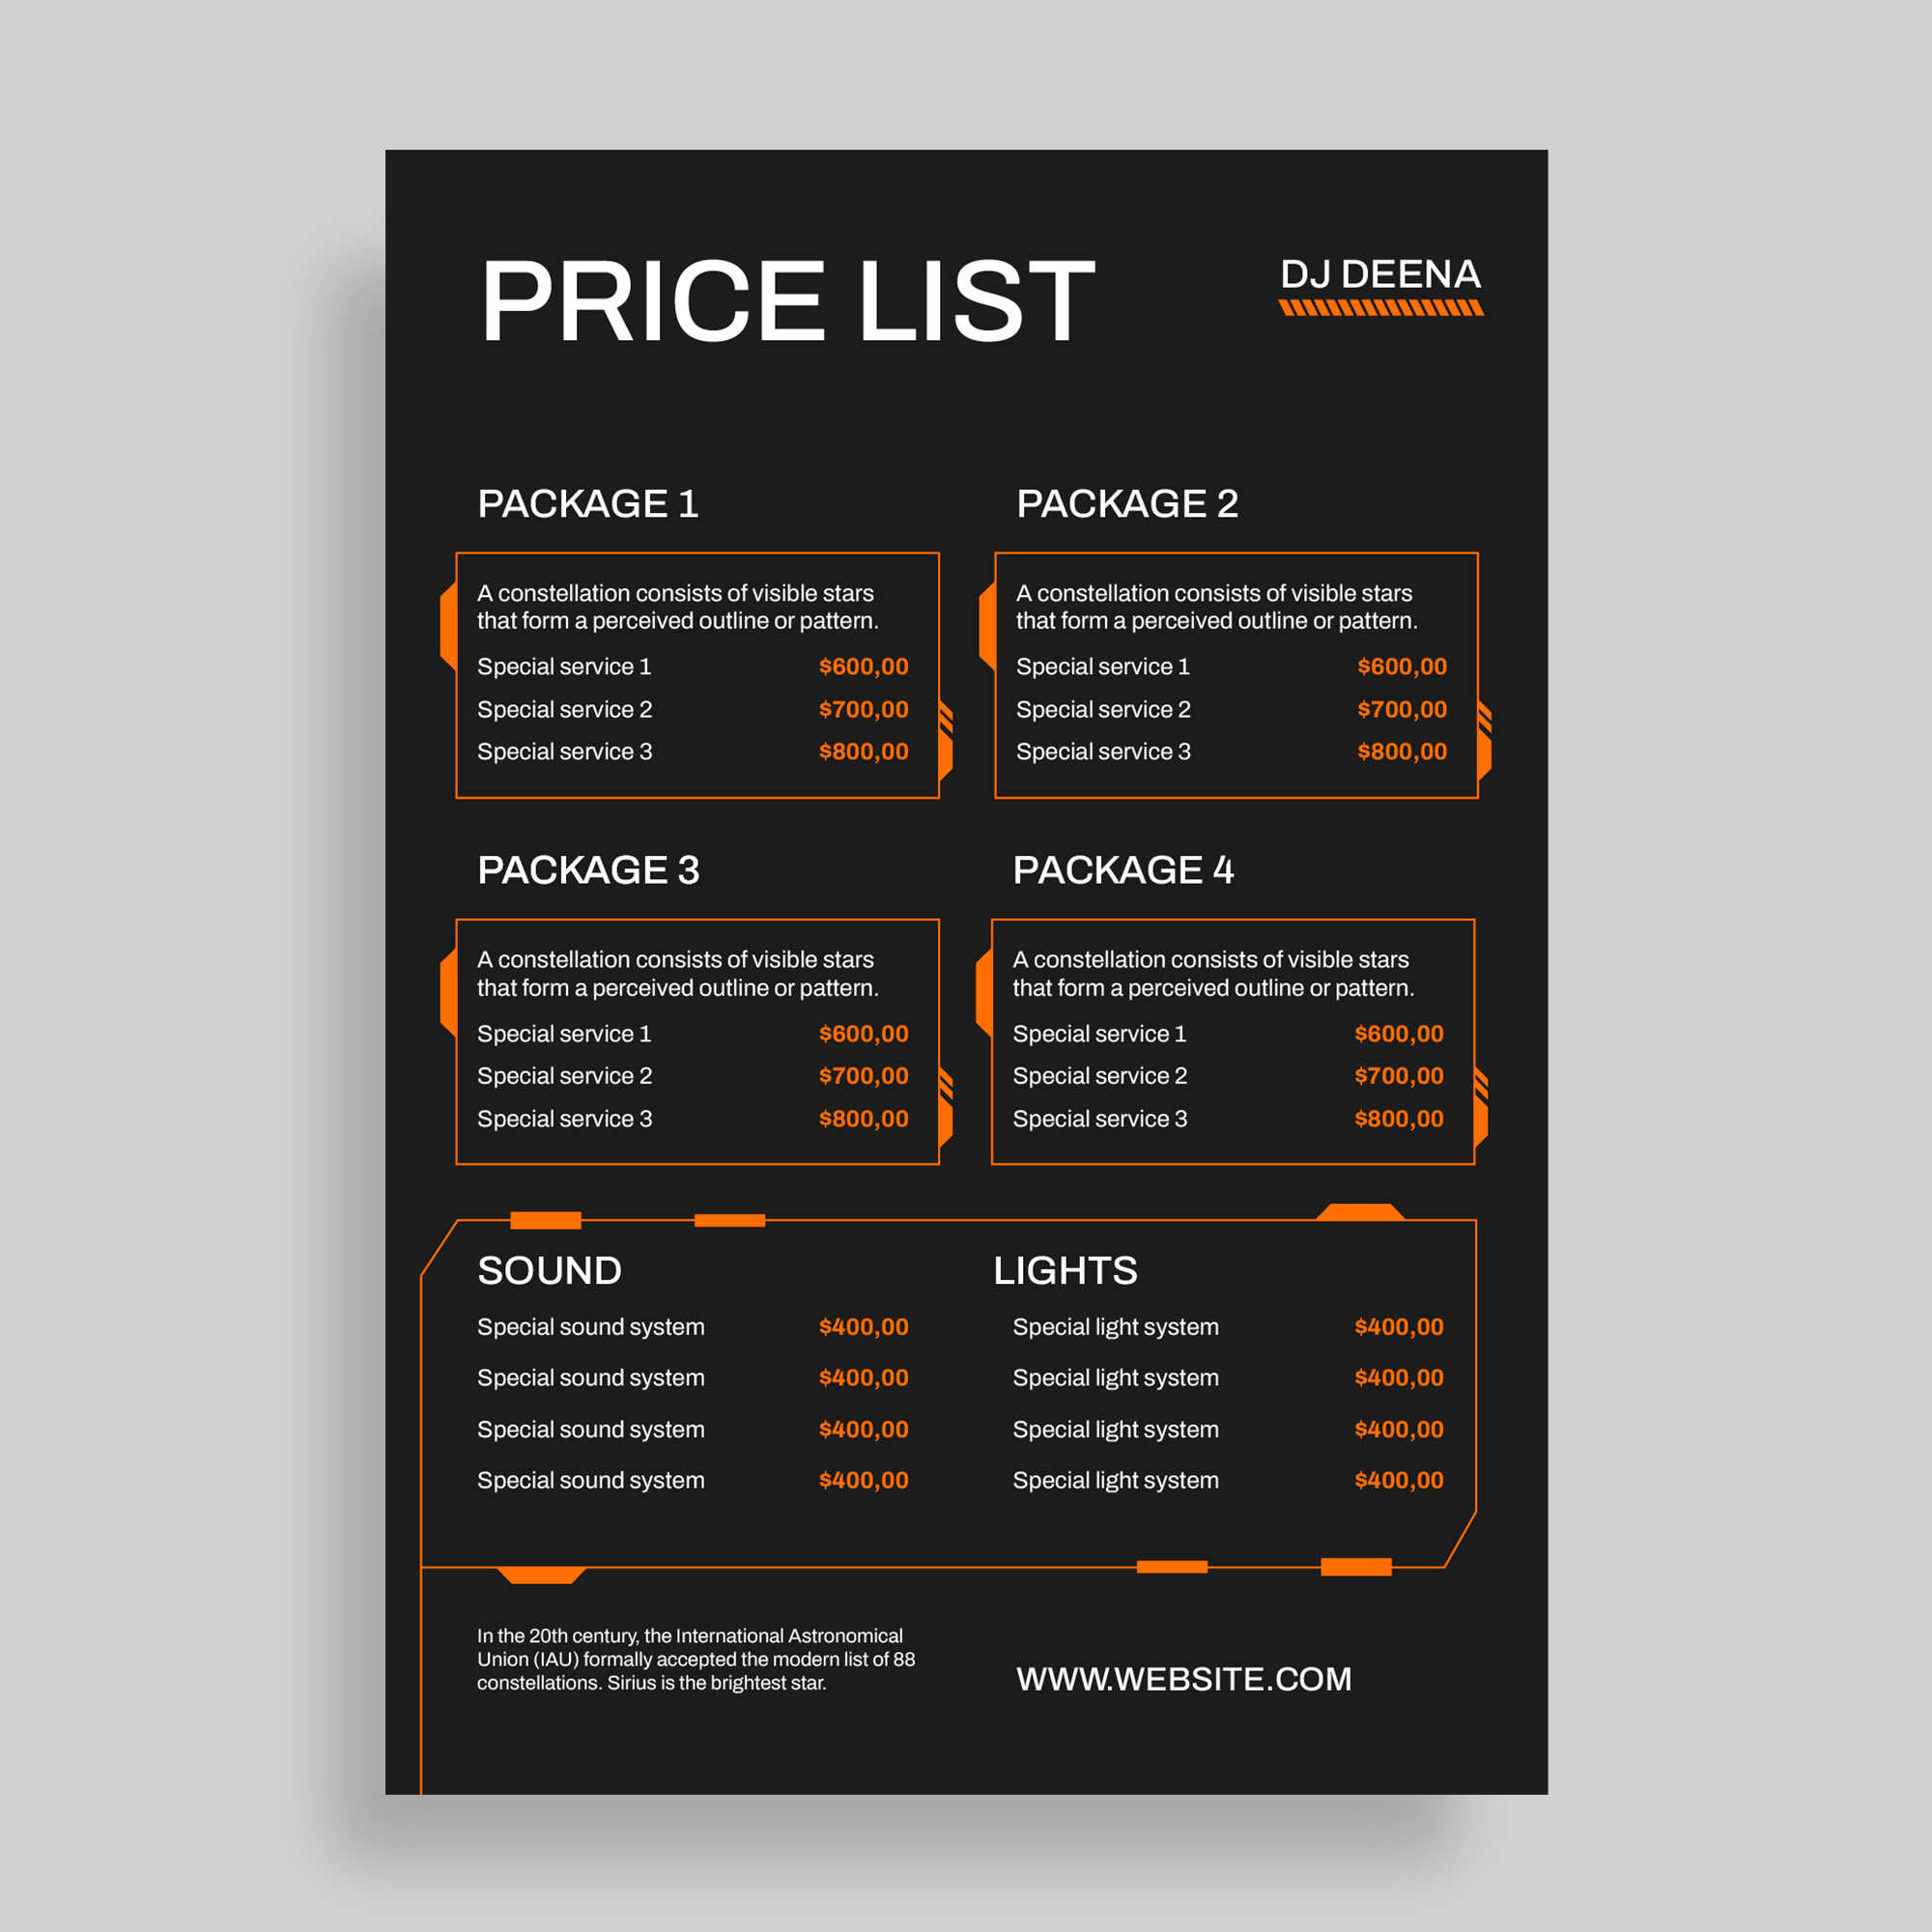 PRICE LIST
DJ DEENA
PACKAGE 1
A constellation consists of visible stars
that form a perceived outline or pattern.
Special service 1 $600,00
Special service 2 $700,00
Special service 3 $800,00
PACKAGE 2
A constellation consists of visible stars
that form a perceived outline or pattern.
Special service 1 $600,00
Special service 2 $700,00
Special service 3 $800,00
PACKAGE 3
A constellation consists of visible stars
that form a perceived outline or pattern.
Special service 1 $600,00
Special service 2 $700,00
Special service 3 $800,00
PACKAGE 4
A constellation consists of visible stars
that form a perceived outline or pattern.
Special service 1 $600,00
Special service 2 $700,00
Special service 3 $800,00
SOUND
Special sound system $400,00
Special sound system $400,00
Special sound system $400,00
Special sound system $400,00
LIGHTS
Special light system $400,00
Special light system $400,00
Special light system $400,00
Special light system $400,00
In the 20th century, the International Astronomical
Union (IAU) formally accepted the modern list of 88
constellations. Sirius is the brightest star.
WWW.WEBSITE.COM